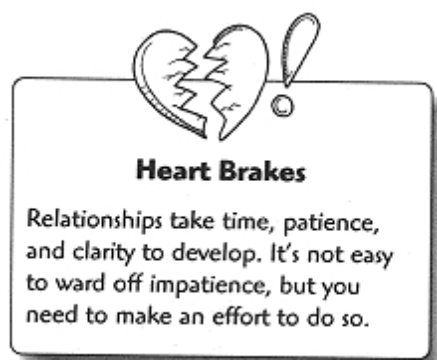 Heart Brakes
Relationships take time, patience,
and clarity to develop. It's not easy
to ward off impatience, but you
need to make an effort to do so.